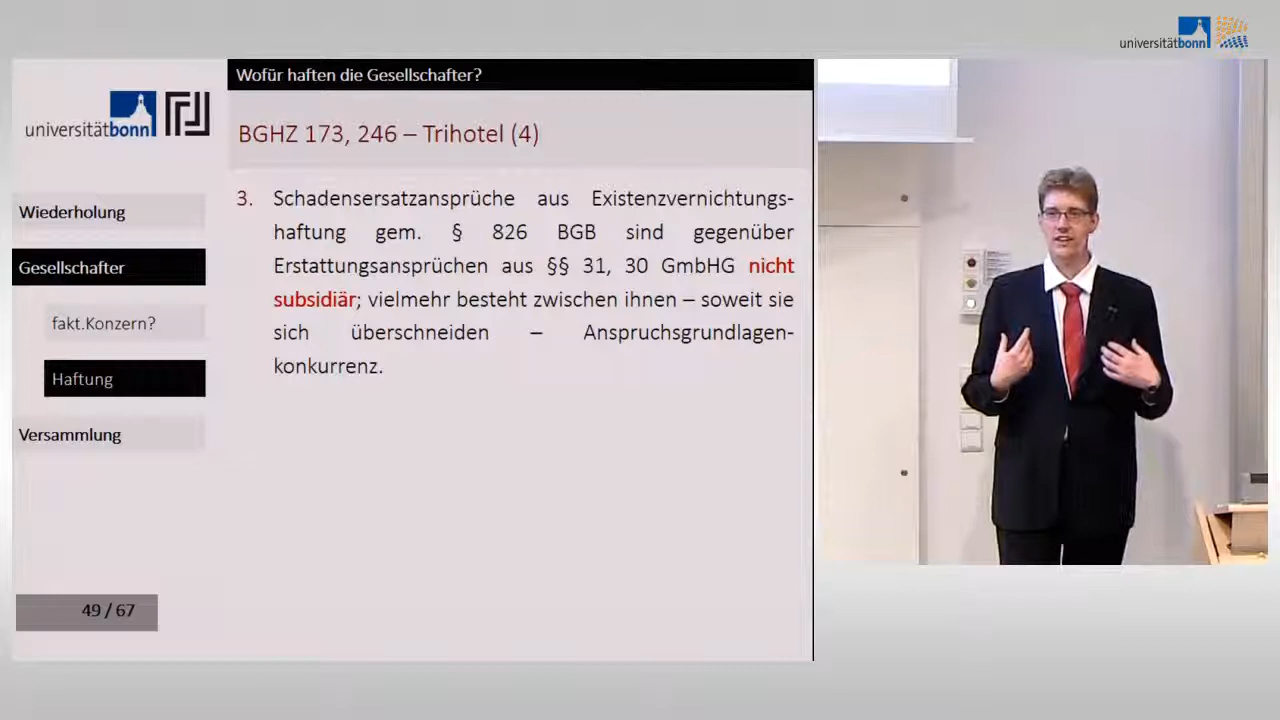 universitätbonn
Wofür haften die Gesellschafter?
universitätbonn
BGHZ 173, 246 – Trihotel (4)
3. Schadensersatzansprüche aus Existenzvernichtungs-
haftung gem. § 826 BGB sind gegenüber
Erstattungsansprüchen aus §§ 31, 30 GmbHG nicht
subsidiär; vielmehr besteht zwischen ihnen – soweit sie
sich überschneiden – Anspruchsgrundlagen-
konkurrenz.
Wiederholung
Gesellschafter
fakt.Konzern?
Haftung
Versammlung
49 / 67